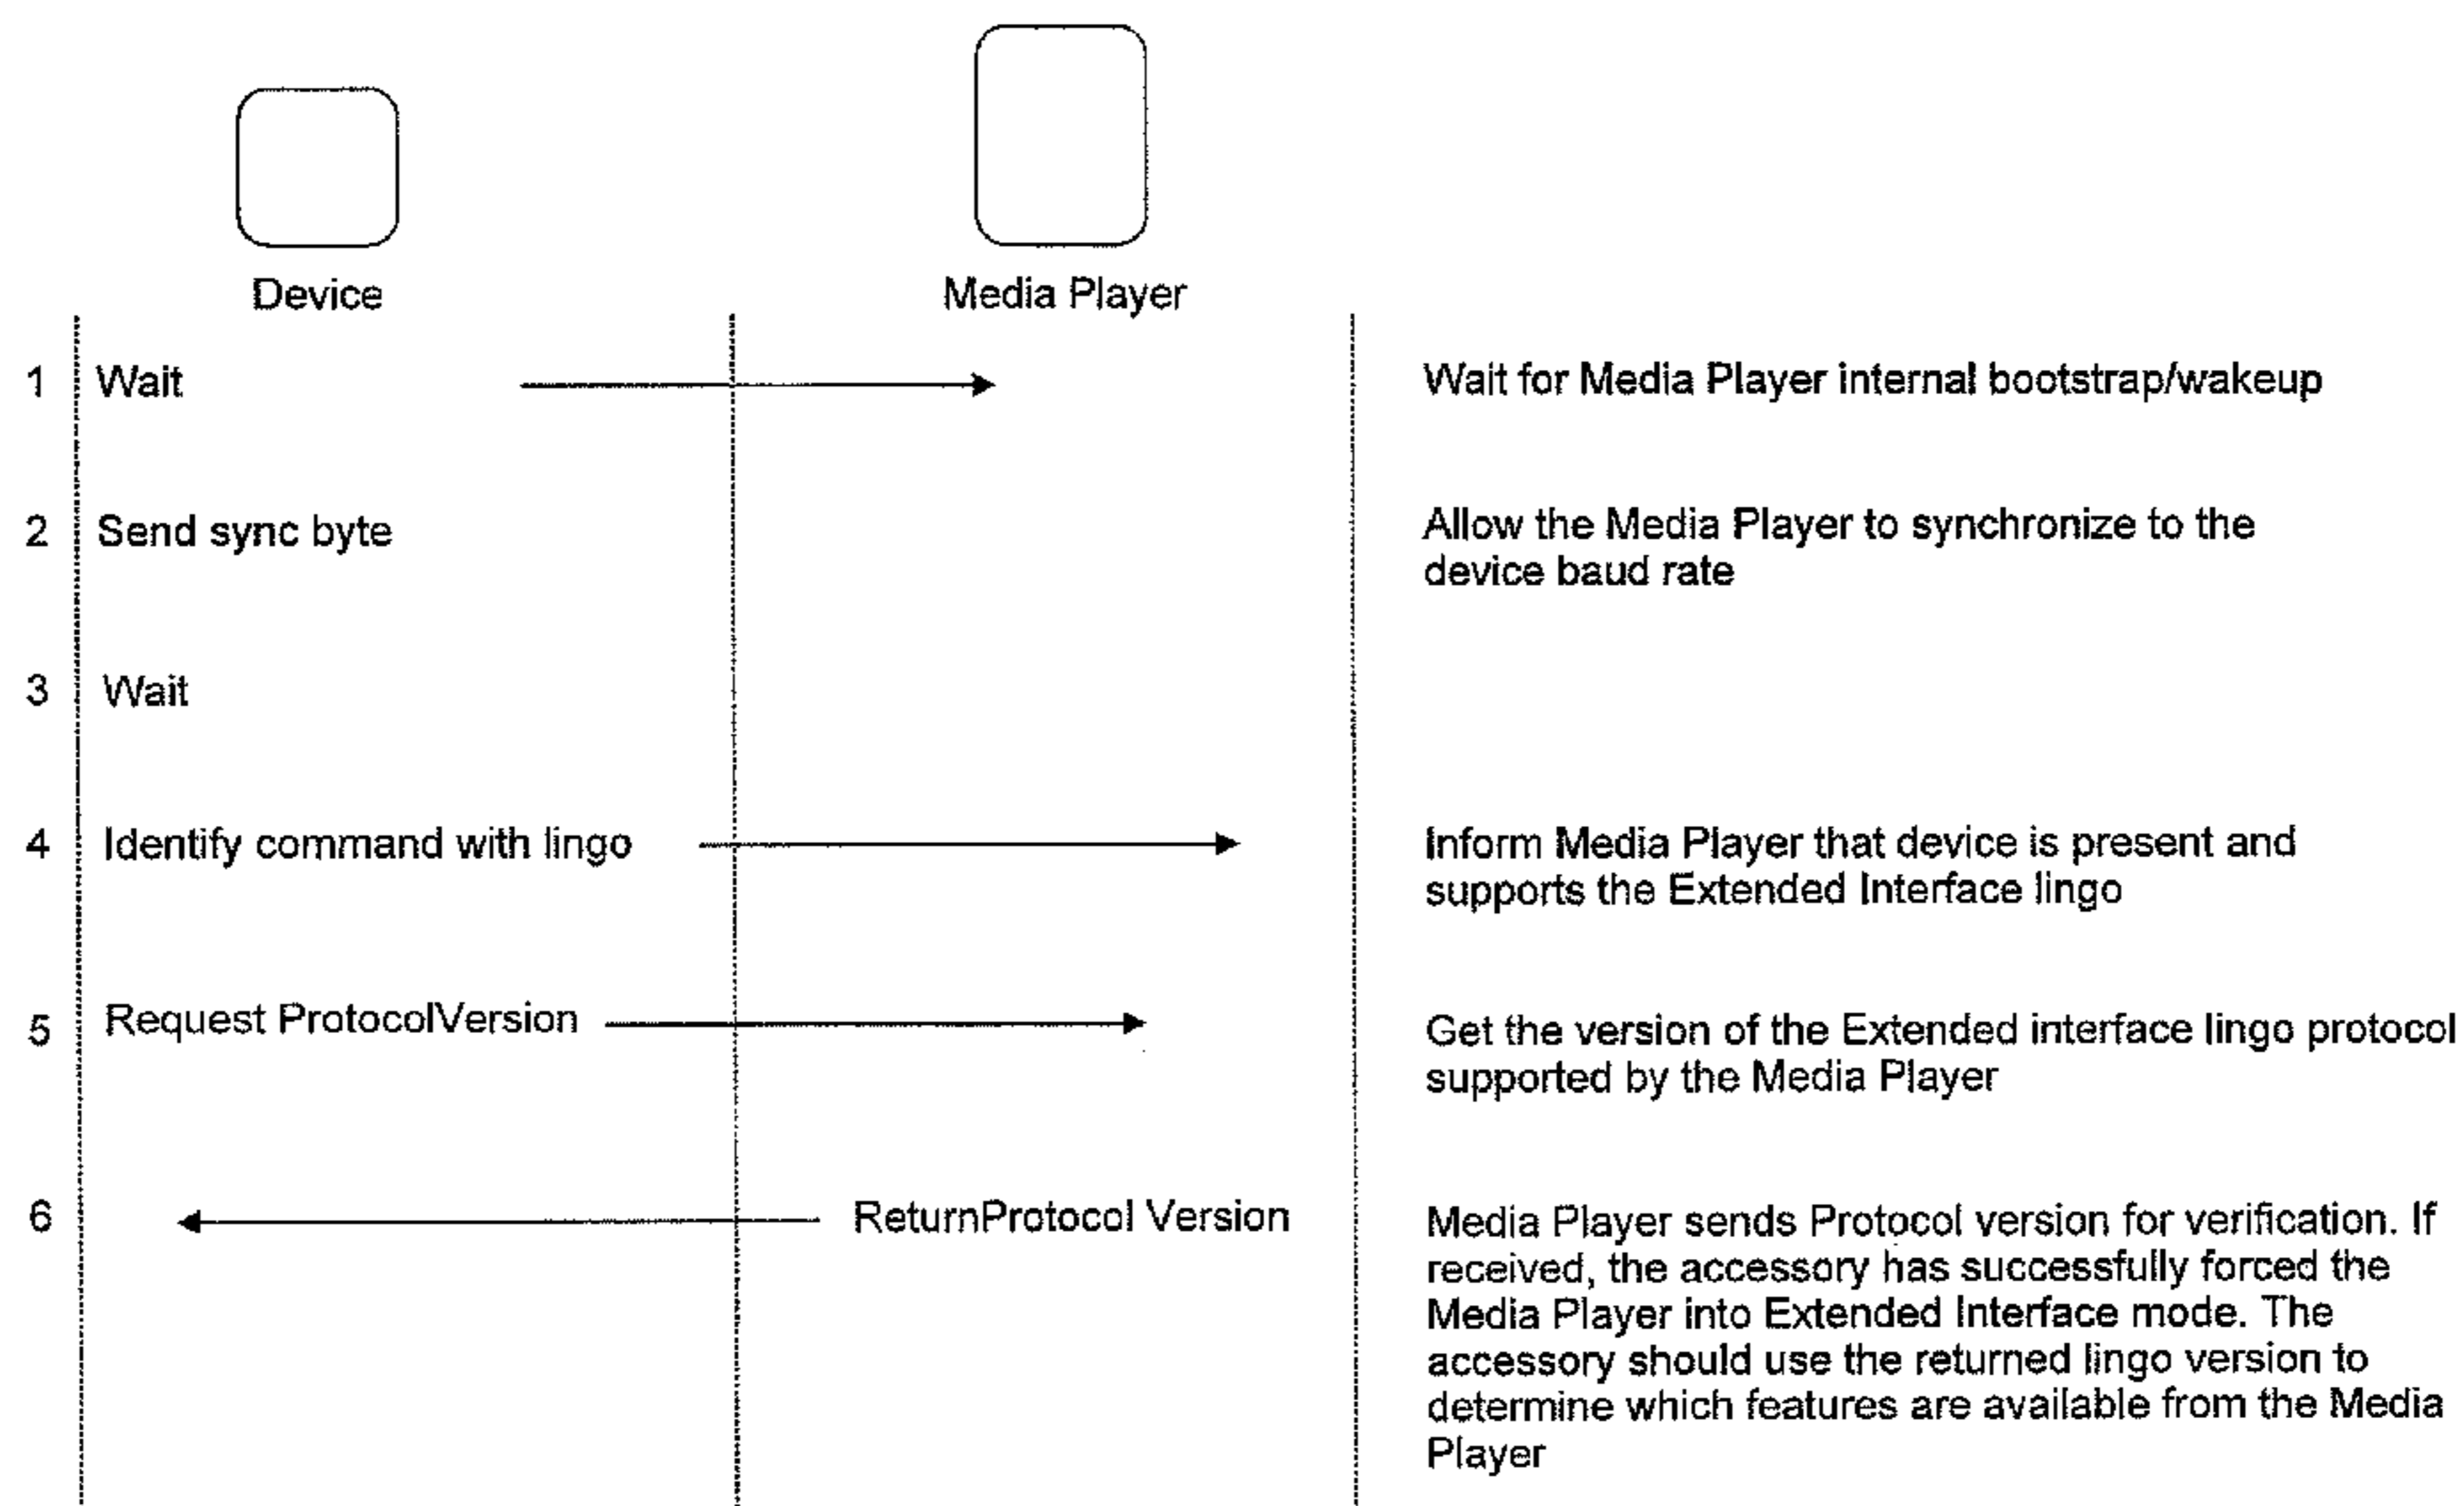 Device
Media Player
1 Wait Wait for Media Player internal bootstrap/wakeup
2 Send sync byte Allow the Media Player to synchronize to the
device baud rate
3 Wait
4 Identify command with lingo Inform Media Player that device is present and
supports the Extended Interface lingo
5 Request ProtocolVersion Get the version of the Extended interface lingo protocol
supported by the Media Player
6 ReturnProtocol Version Media Player sends Protocol version for verification. If
received, the accessory has successfully forced the
Media Player into Extended Interface mode. The
accessory should use the returned lingo version to
determine which features are available from the Media
Player